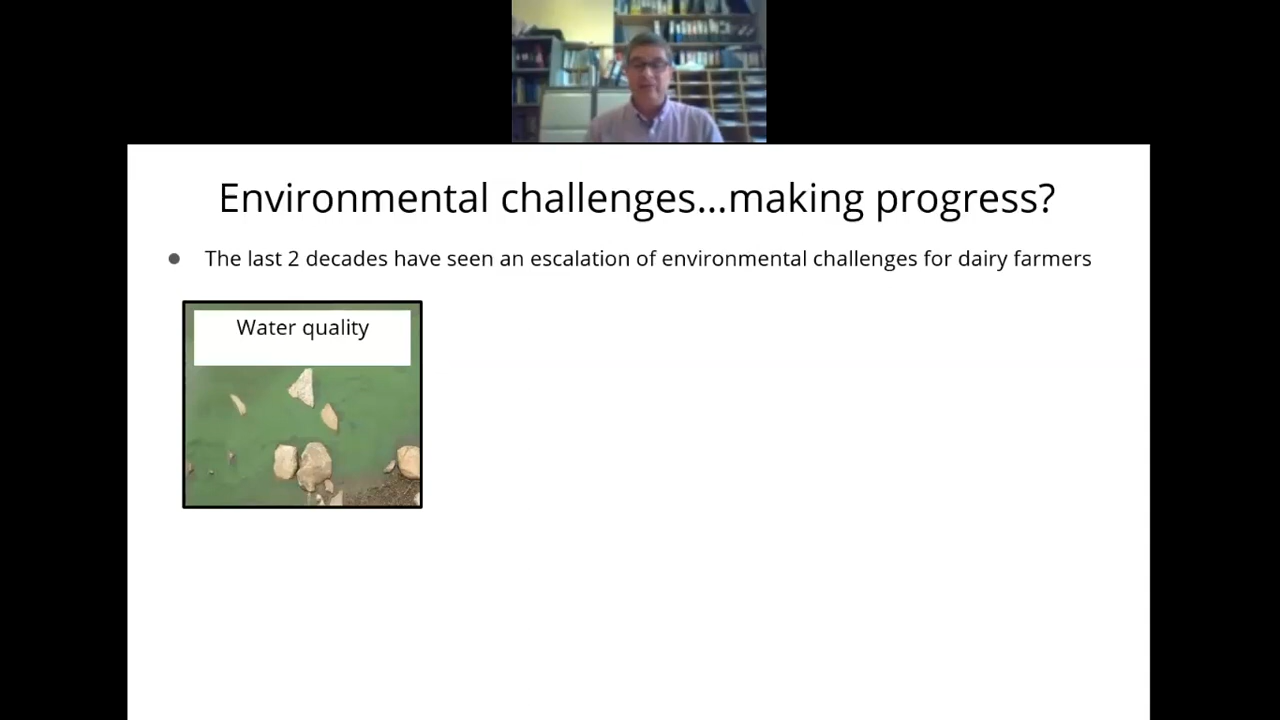 Environmental challenges...making progress?
The last 2 decades have seen an escalation of environmental challenges for dairy farmers
Water quality